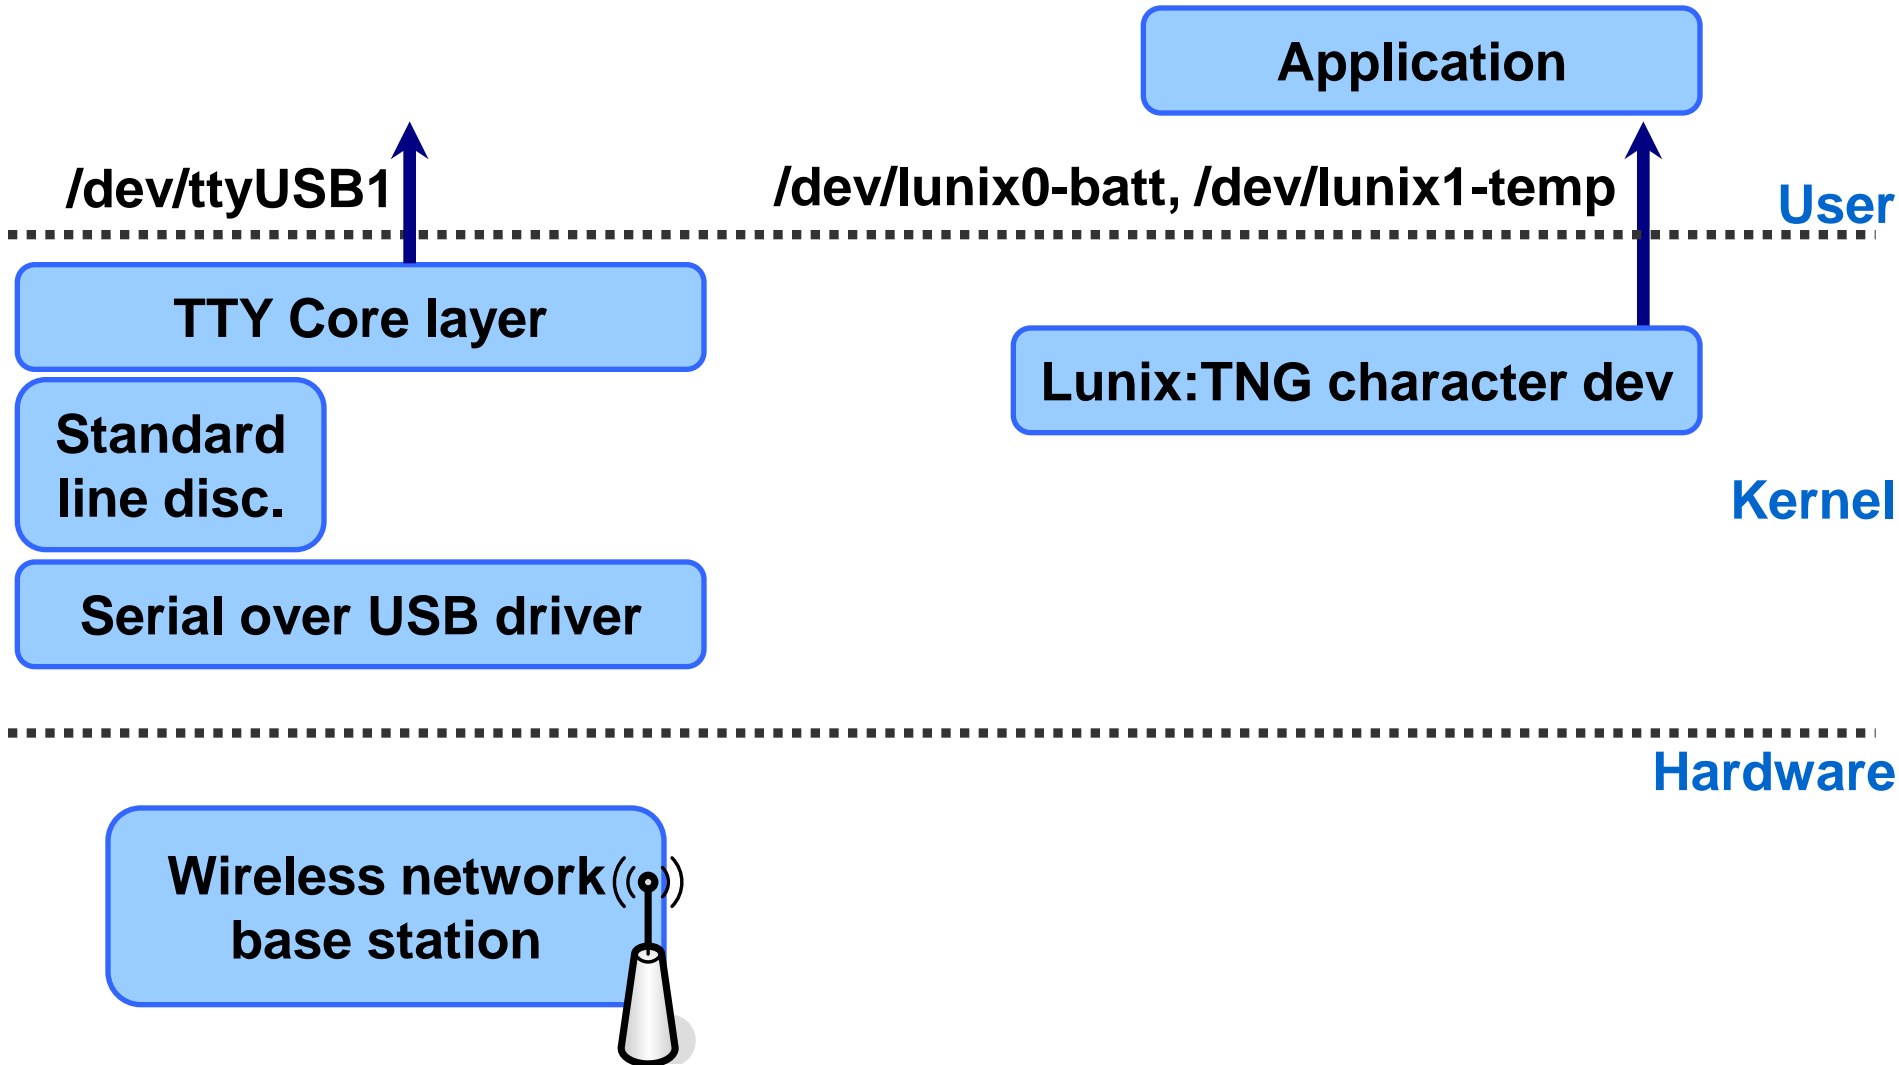 Application
/dev/ttyUSB1
/dev/lunix0-batt, /dev/lunix1-temp
User
TTY Core layer
Lunix:TNG character dev
Standard
line disc.
Kernel
Serial over USB driver
Hardware
Wireless network
base station